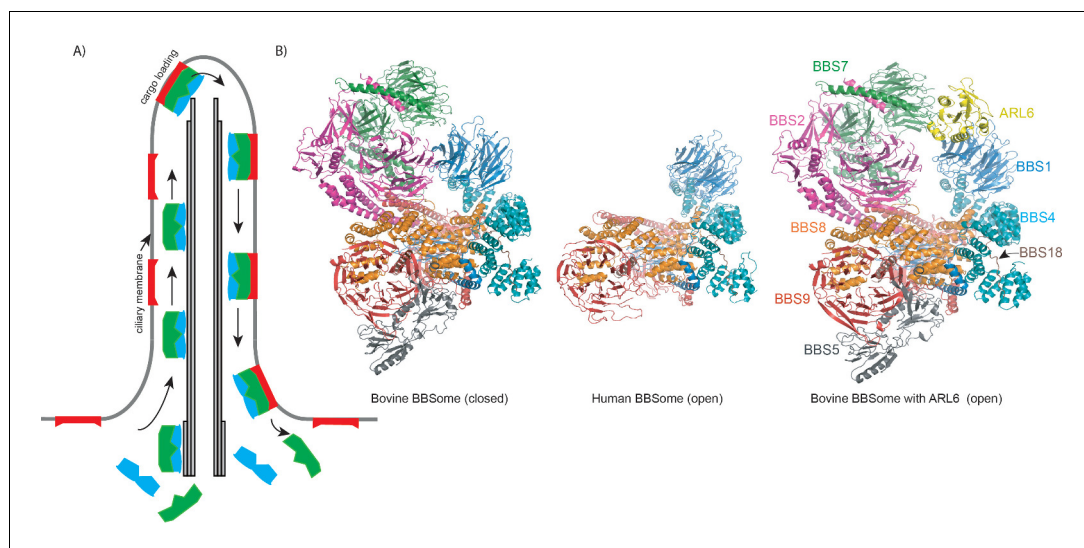 A)
B)
cargo loading
ciliary membrane
BBS7
ARL6
BBS2
BBS1
BBS4
BBS8
BBS18
BBS9
BBS5
Bovine BBSome (closed)
Human BBSome (open)
Bovine BBSome with ARL6 (open)